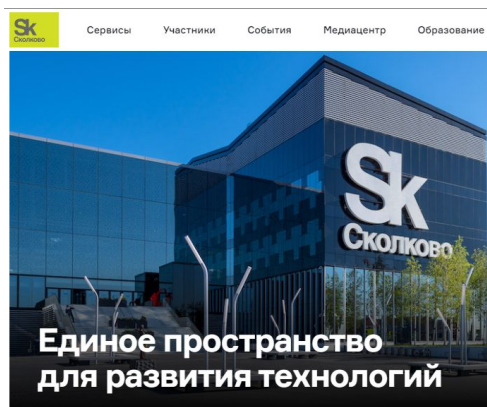 Sk
Сколково
Сервисы
Участники
События
Медиацентр
Образование
Sk
Сколково
Единое пространство
для развития технологий